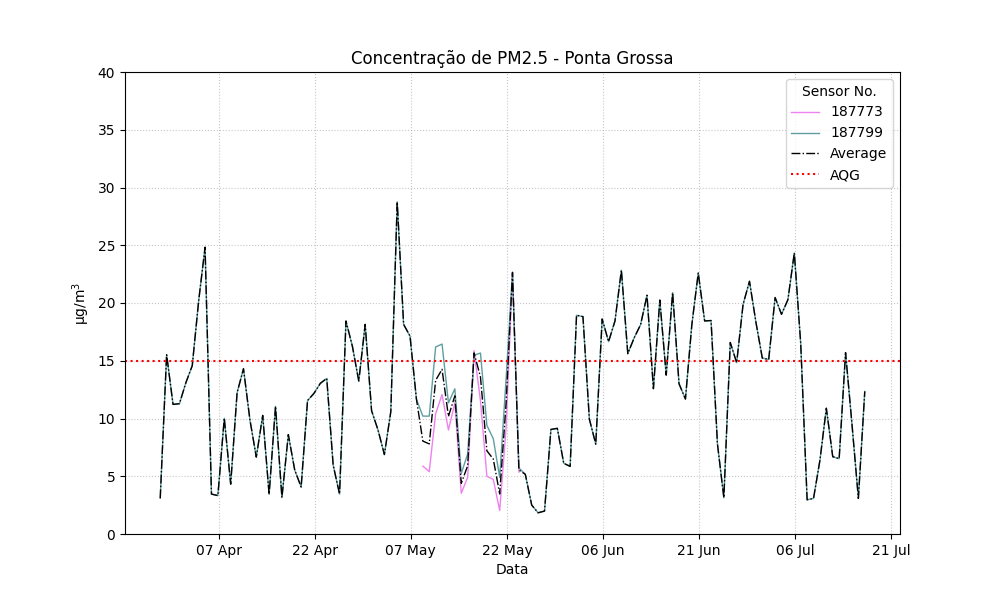 Concentração de PM2.5 - Ponta Grossa
40
35
30
25
20
15
10
5
0
µg/m³
Sensor No.
187773
187799
Average
AQG
07 Apr
22 Apr
07 May
22 May
06 Jun
21 Jun
06 Jul
21 Jul
Data